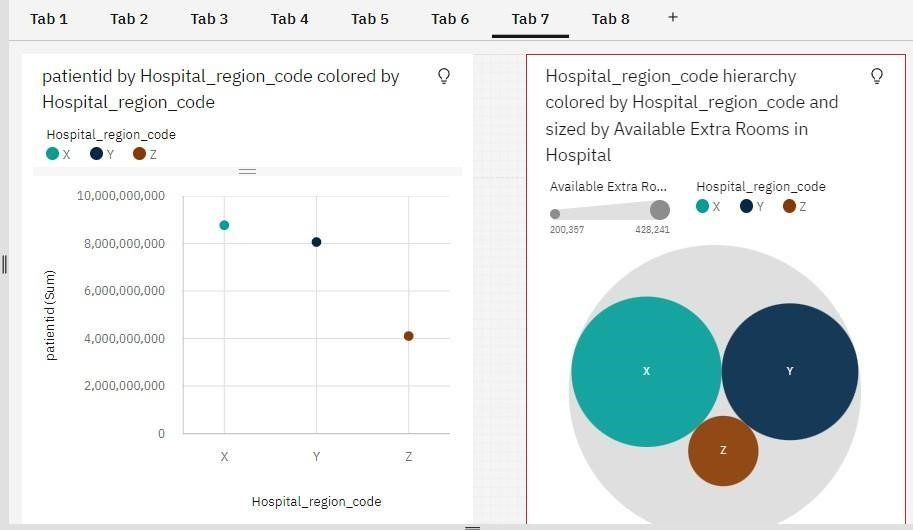 Tab 1 Tab 2 Tab 3 Tab 4 Tab 5 Tab 6 Tab 7 Tab 8 +
patientid by Hospital_region_code colored by
Hospital_region_code
Hospital_region_code
X Y Z
10,000,000,000
8,000,000,000
6,000,000,000
4,000,000,000
2,000,000,000
0
patientid (Sum)
X Y Z
Hospital_region_code
Hospital_region_code hierarchy
colored by Hospital_region_code and
sized by Available Extra Rooms in
Hospital
Available Extra Ro... Hospital_region_code
X Y Z
200,357 428,241
X Y
Z